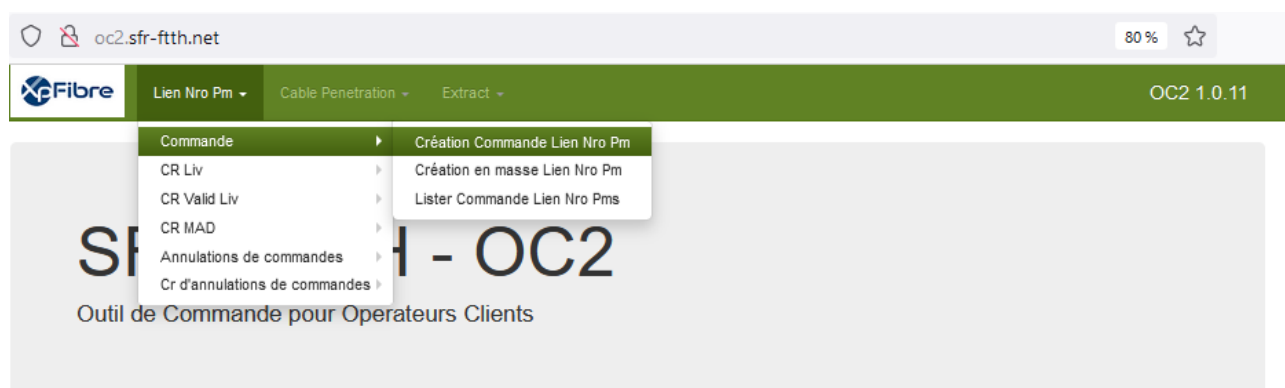 oc2.sfr-ftth.net
80 %
XpFibre
Lien Nro Pm
Cable Penetration
Extract
OC2 1.0.11
Commande
Création Commande Lien Nro Pm
CR Liv
Création en masse Lien Nro Pm
CR Valid Liv
Lister Commande Lien Nro Pms
CR MAD
Annulations de commandes
Cr d'annulations de commandes
- OC2
Outil de Commande pour Operateurs Clients